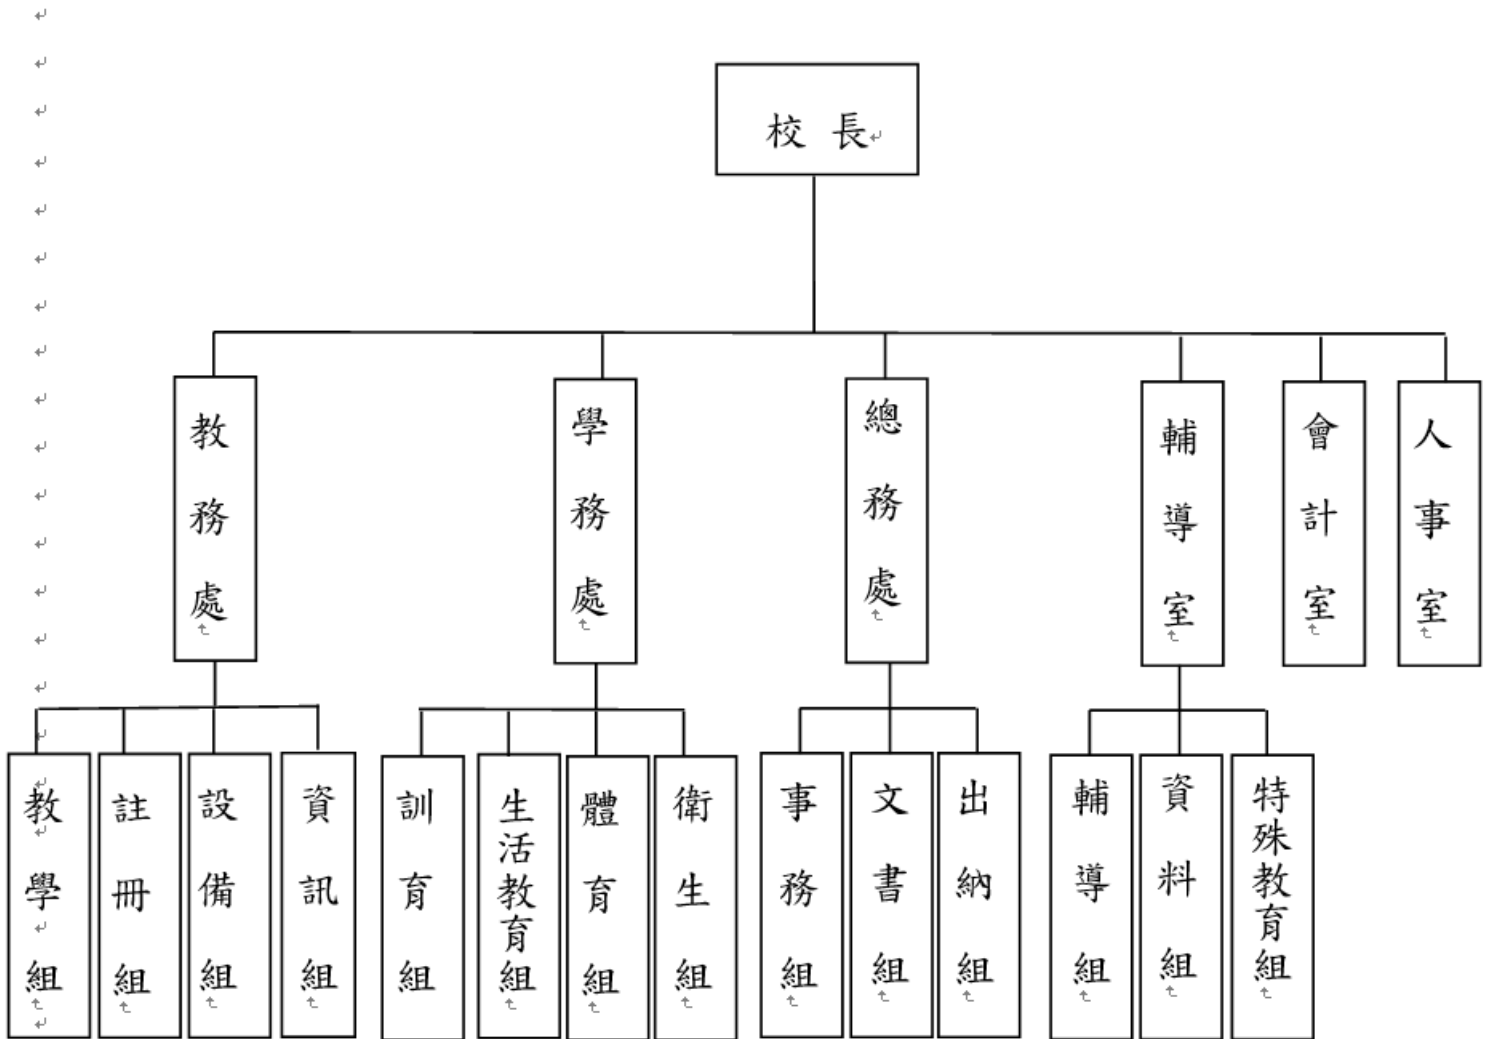 校長
教務處
學務處
總務處
輔導室
會計室
人事室
教學組
註冊組
設備組
資訊組
訓育組
生活教育組
體育組
衛生組
事務組
文書組
出納組
輔導組
資料組
特殊教育組